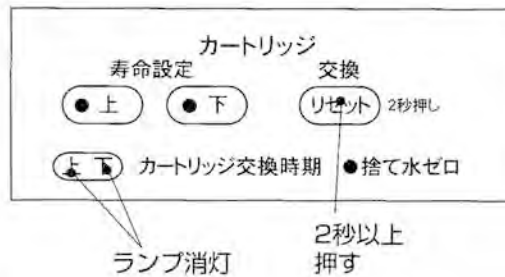 カートリッジ
寿命設定 交換
●上 ●下 リセット 2秒押し
上 下 カートリッジ交換時期 ●捨て水ゼロ
ランプ消灯
2秒以上
押す